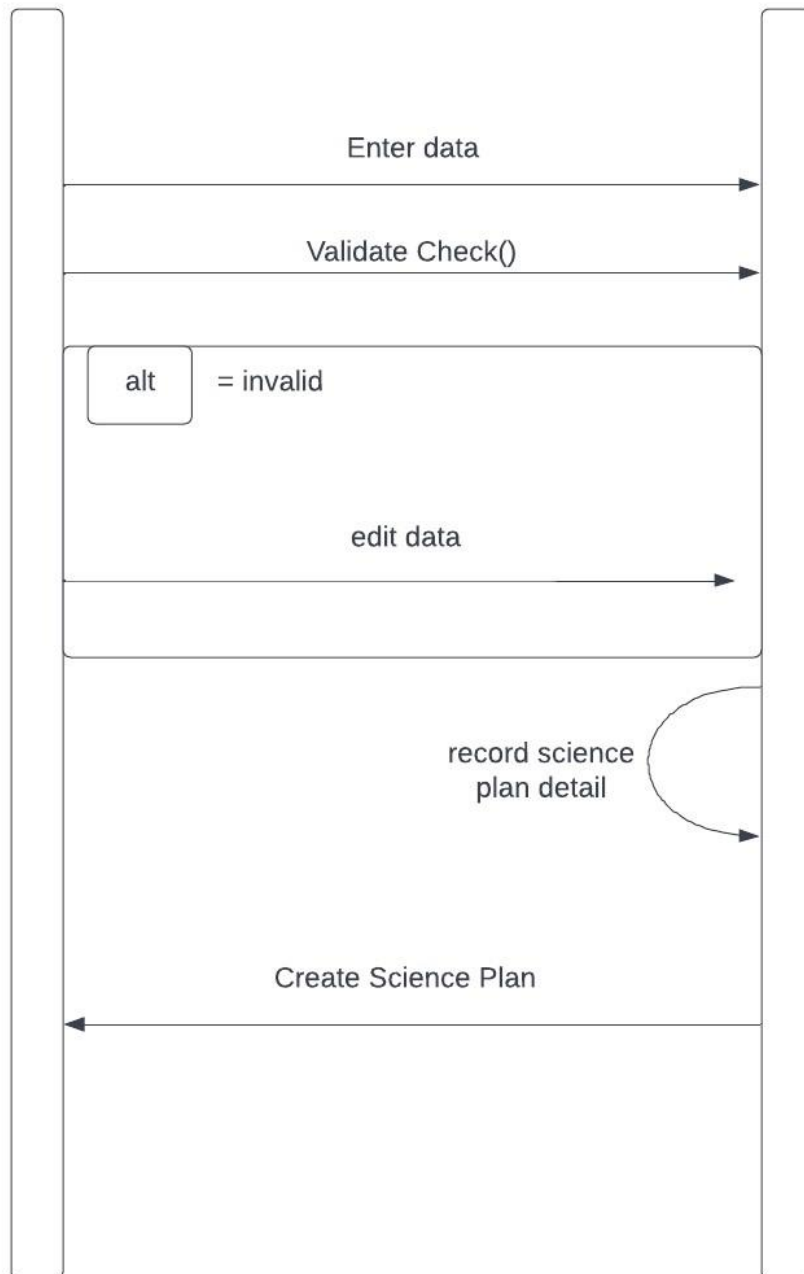 Enter data
Validate Check()
alt = invalid
edit data
record science
plan detail
Create Science Plan